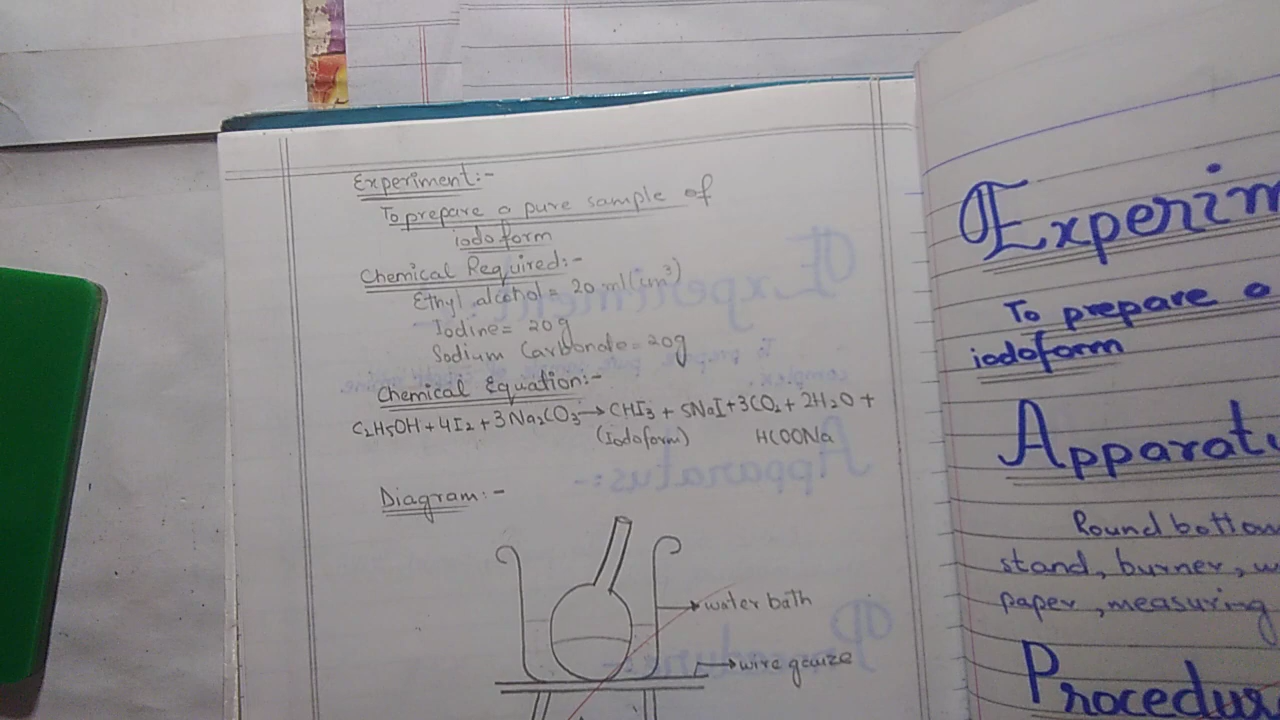 Experiment:-
To prepare a pure sample of
iodoform
Chemical Required:-
Ethyl alcohol = 20 ml (cm³)
Iodine = 20g
Sodium Carbonate = 20g
Chemical Equation:-
C₂H₅OH + 4I₂ + 3Na₂CO₃ → CHI₃ + 5NaI + 3CO₂ + 2H₂O +
(Iodoform) HCOONa
Diagram:-
water bath
wire gauze
Experim
To prepare a
iodoform
Apparatu
Round bottom
stand, burner, w
paper, measuring
Procedur